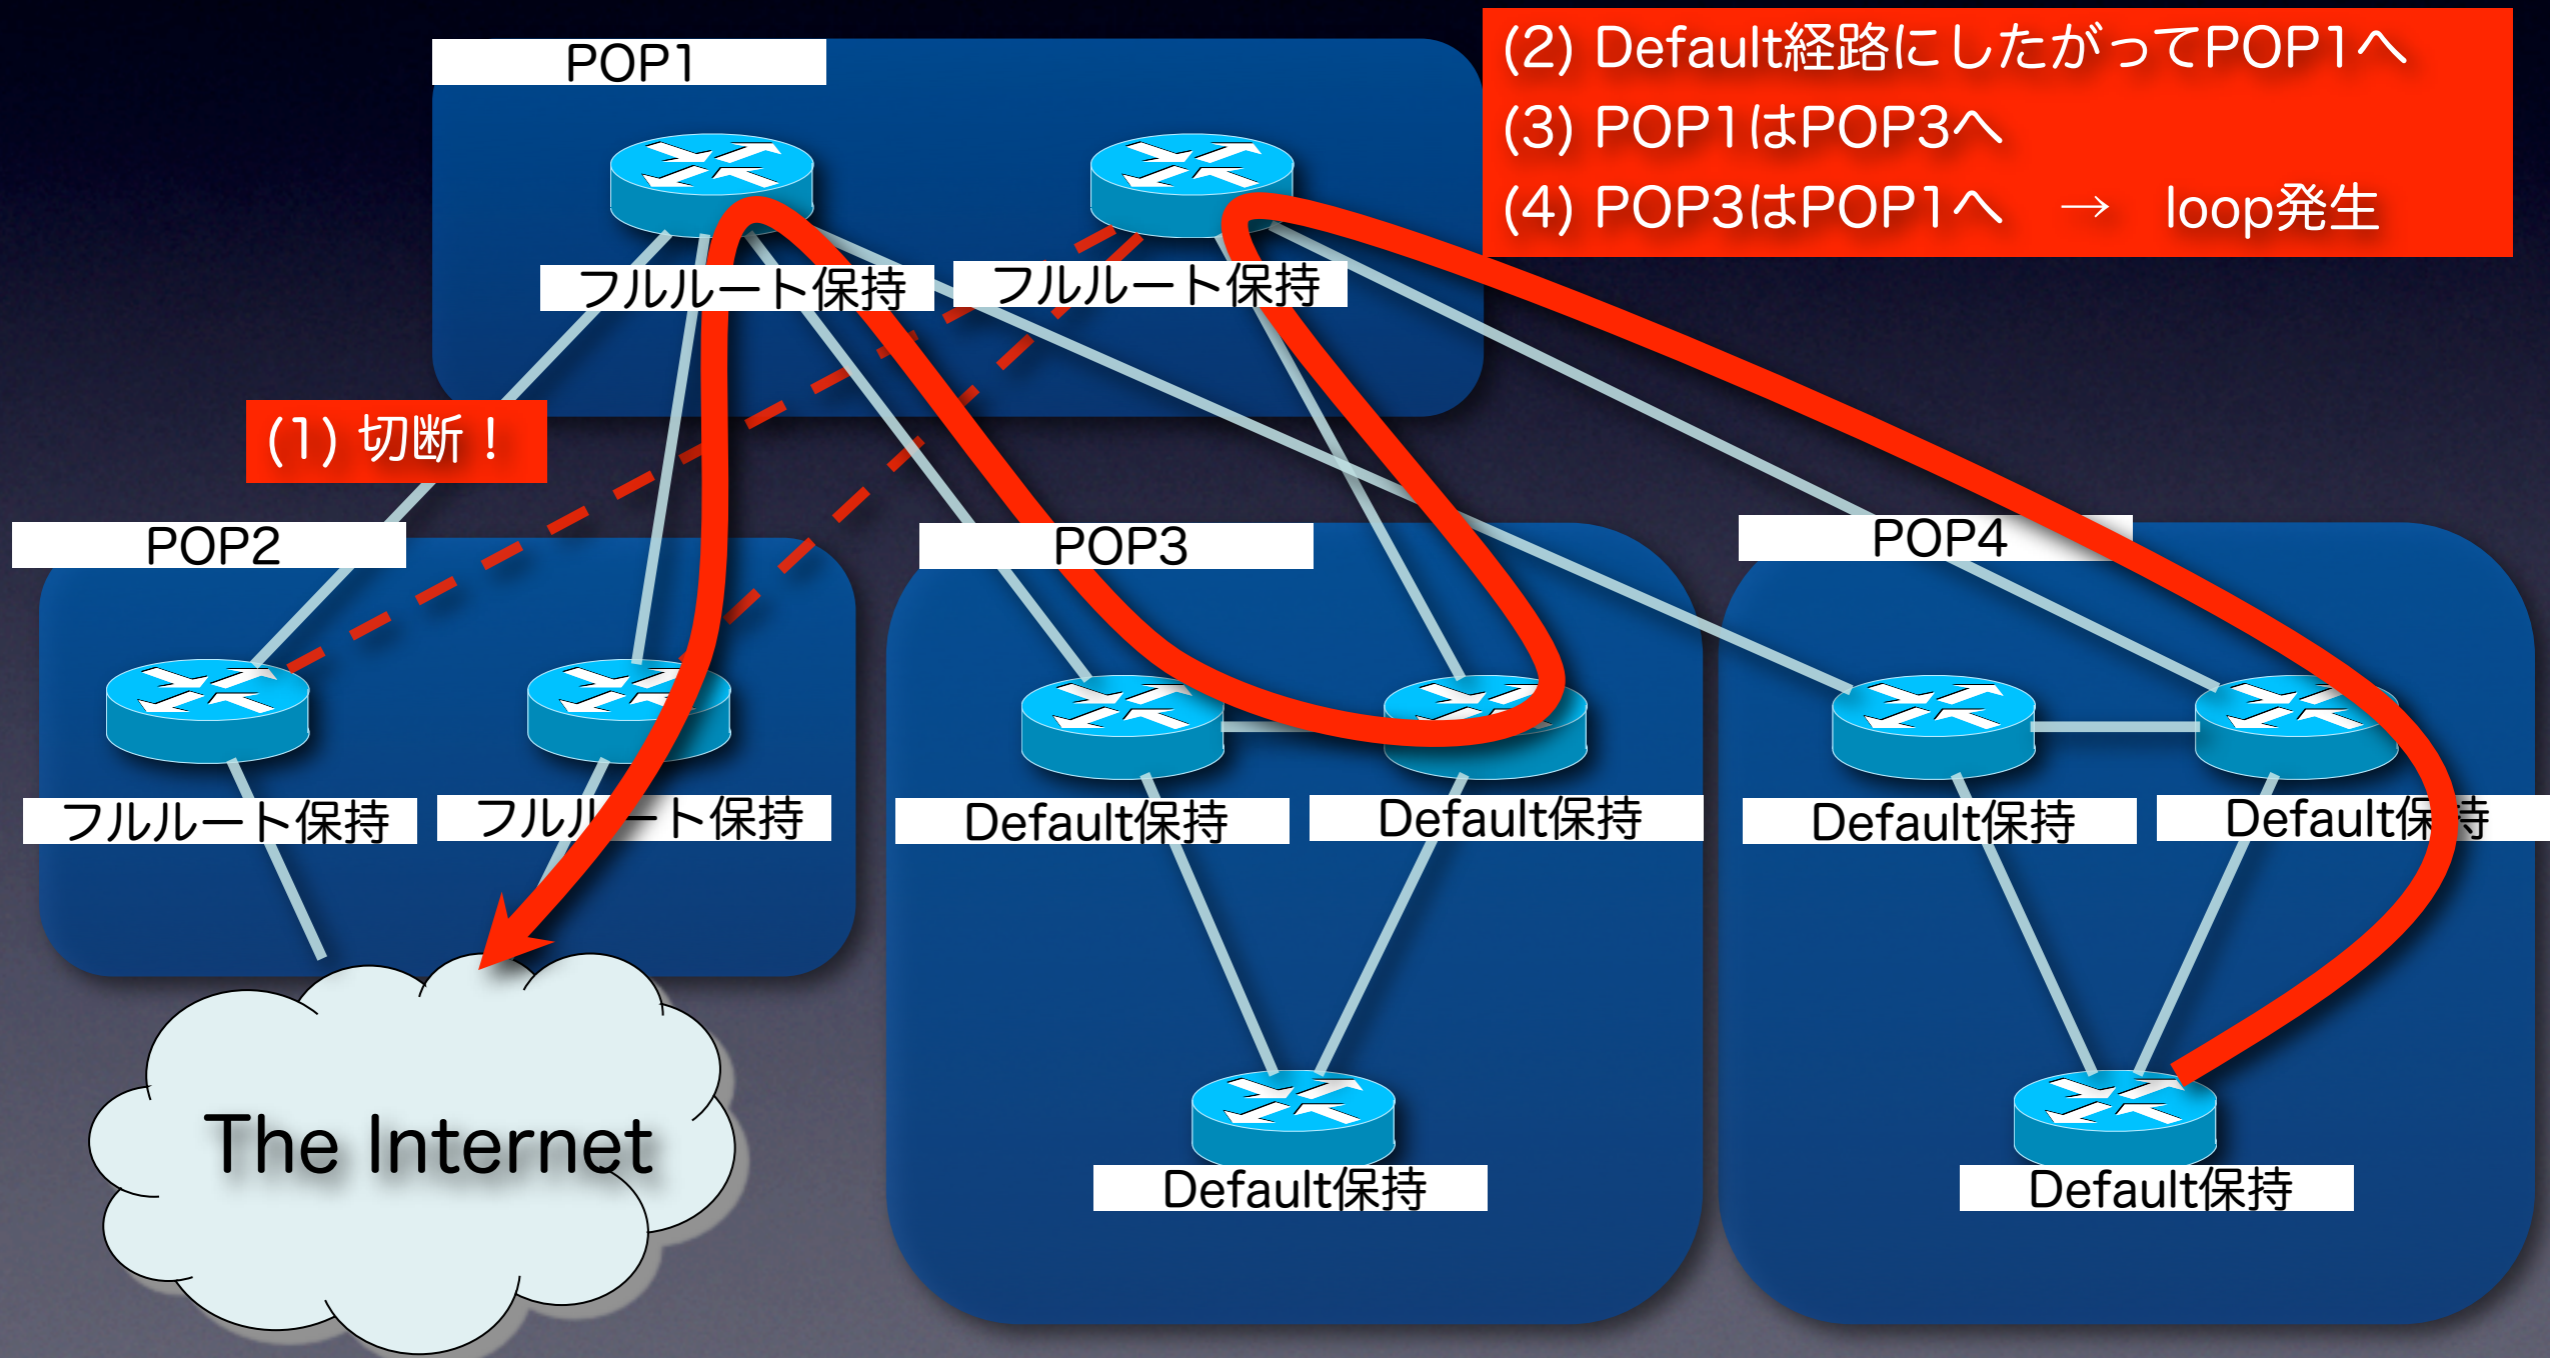 POP1
(2) Default経路にしたがってPOP1へ
(3) POP1はPOP3へ
(4) POP3はPOP1へ　→　loop発生
フルルート保持
フルルート保持
(1) 切断！
POP2
POP3
POP4
フルルート保持
フルルート保持
Default保持
Default保持
Default保持
Default保持
The Internet
Default保持
Default保持